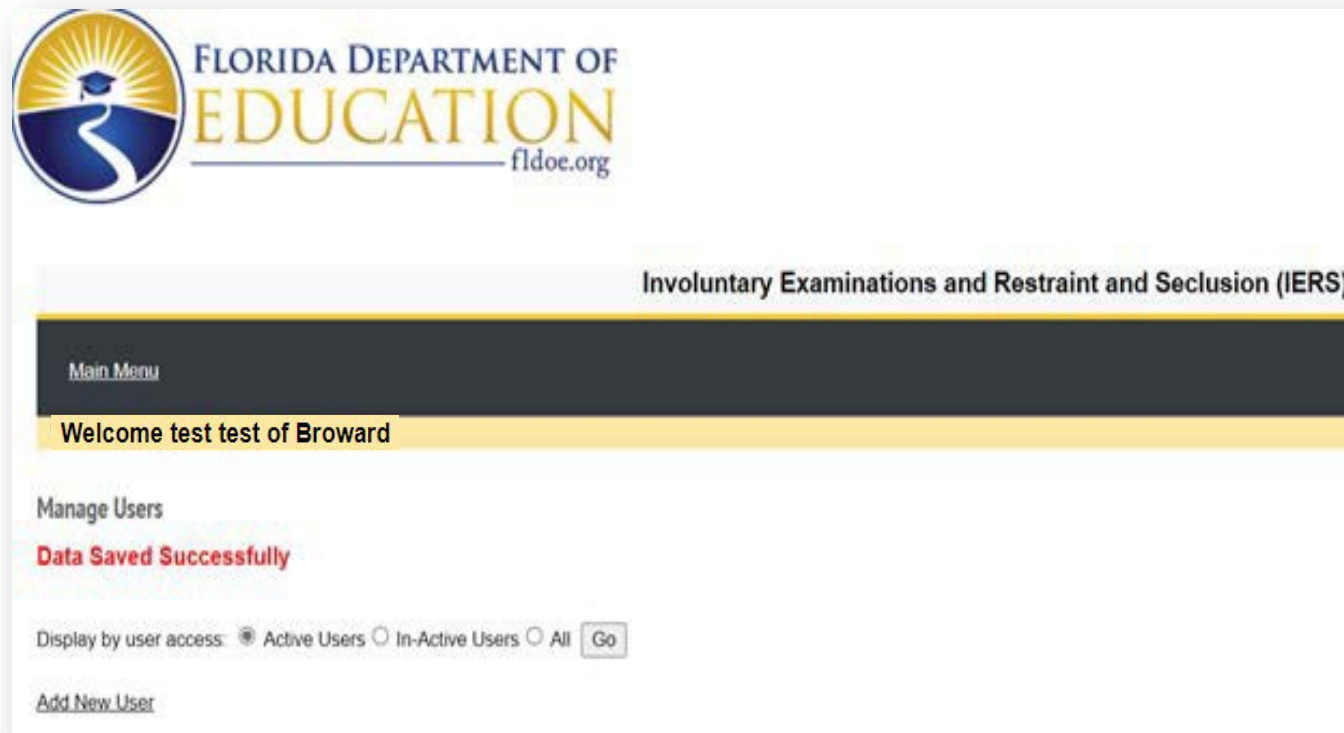 FLORIDA DEPARTMENT OF
EDUCATION
fldoe.org
Involuntary Examinations and Restraint and Seclusion (IERS)
Main Menu
Welcome test test of Broward
Manage Users
Data Saved Successfully
Display by user access: Active Users In-Active Users All Go
Add New User